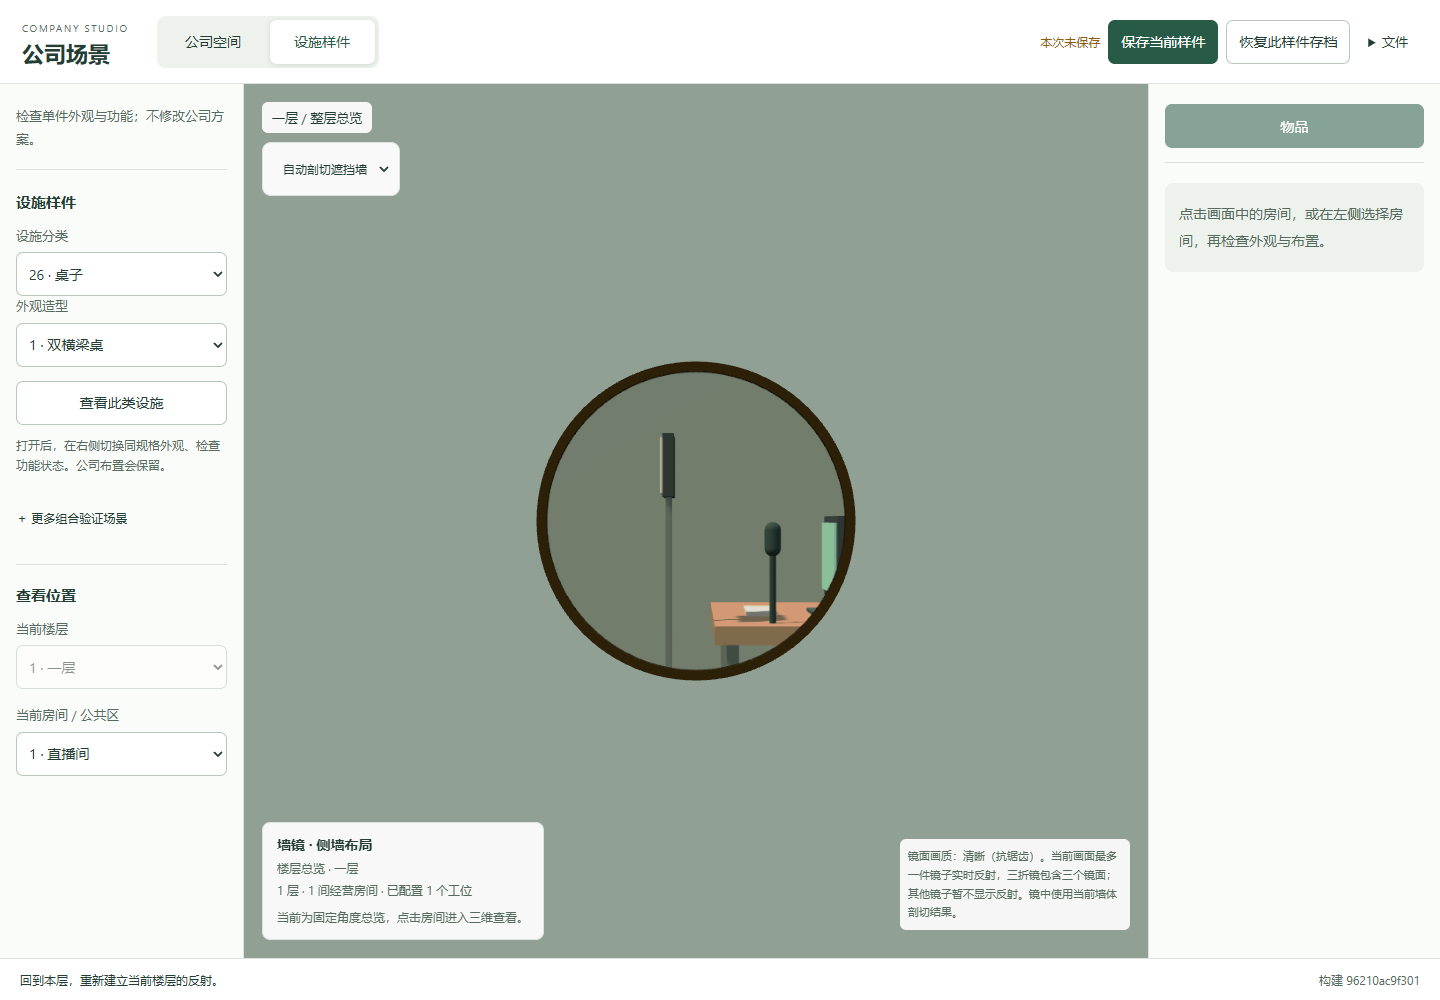 COMPANY STUDIO
公司场景
公司空间
设施样件
本次未保存
保存当前样件
恢复此样件存档
▶ 文件
检查单件外观与功能；不修改公司方
案。
设施样件
设施分类
26 · 桌子
外观造型
1 · 双横梁桌
查看此类设施
打开后，在右侧切换同规格外观、检查
功能状态。公司布置会保留。
+ 更多组合验证场景
查看位置
当前楼层
1 · 一层
当前房间 / 公共区
1 · 直播间
一层 / 整层总览
自动剖切遮挡墙
墙镜 · 侧墙布局
楼层总览 · 一层
1 层 · 1 间经营房间 · 已配置 1 个工位
当前为固定角度总览，点击房间进入三维查看。
镜面画质：清晰（抗锯齿）。当前画面最多
一件镜子实时反射，三折镜包含三个镜面；
其他镜子暂不显示反射。镜中使用当前墙体
剖切结果。
物品
点击画面中的房间，或在左侧选择房
间，再检查外观与布置。
回到本层，重新建立当前楼层的反射。
构建 96210ac9f301